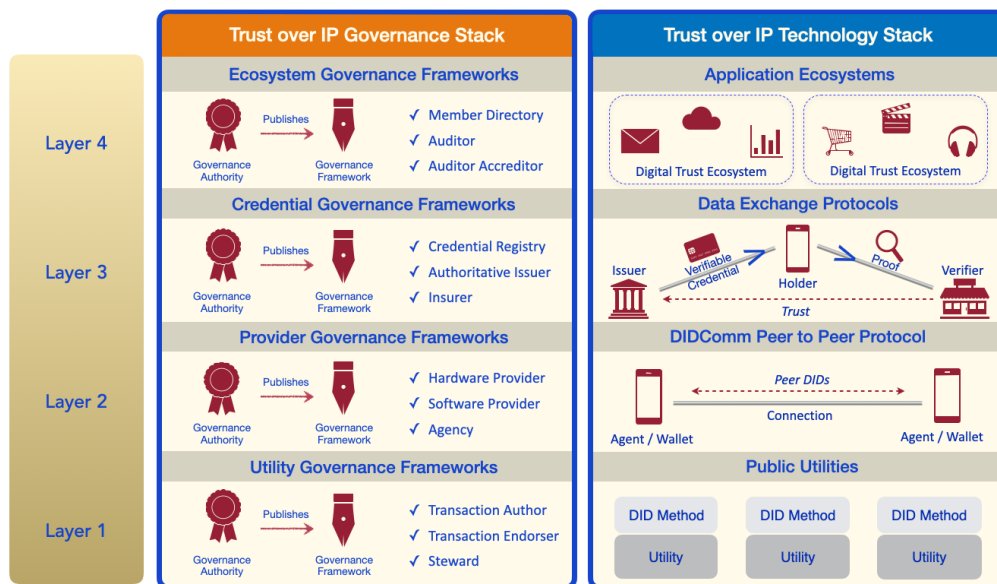 Trust over IP Governance Stack
Trust over IP Technology Stack
Layer 4
Ecosystem Governance Frameworks
Publishes
Governance
Authority
Governance
Framework
✓ Member Directory
✓ Auditor
✓ Auditor Accreditor
Application Ecosystems
Digital Trust Ecosystem
Digital Trust Ecosystem
Layer 3
Credential Governance Frameworks
Publishes
Governance
Authority
Governance
Framework
✓ Credential Registry
✓ Authoritative Issuer
✓ Insurer
Data Exchange Protocols
Issuer
Verifiable
Credential
Holder
Proof
Verifier
Trust
Layer 2
Provider Governance Frameworks
Publishes
Governance
Authority
Governance
Framework
✓ Hardware Provider
✓ Software Provider
✓ Agency
DIDComm Peer to Peer Protocol
Peer DIDs
Connection
Agent / Wallet
Agent / Wallet
Layer 1
Utility Governance Frameworks
Publishes
Governance
Authority
Governance
Framework
✓ Transaction Author
✓ Transaction Endorser
✓ Steward
Public Utilities
DID Method
DID Method
DID Method
Utility
Utility
Utility